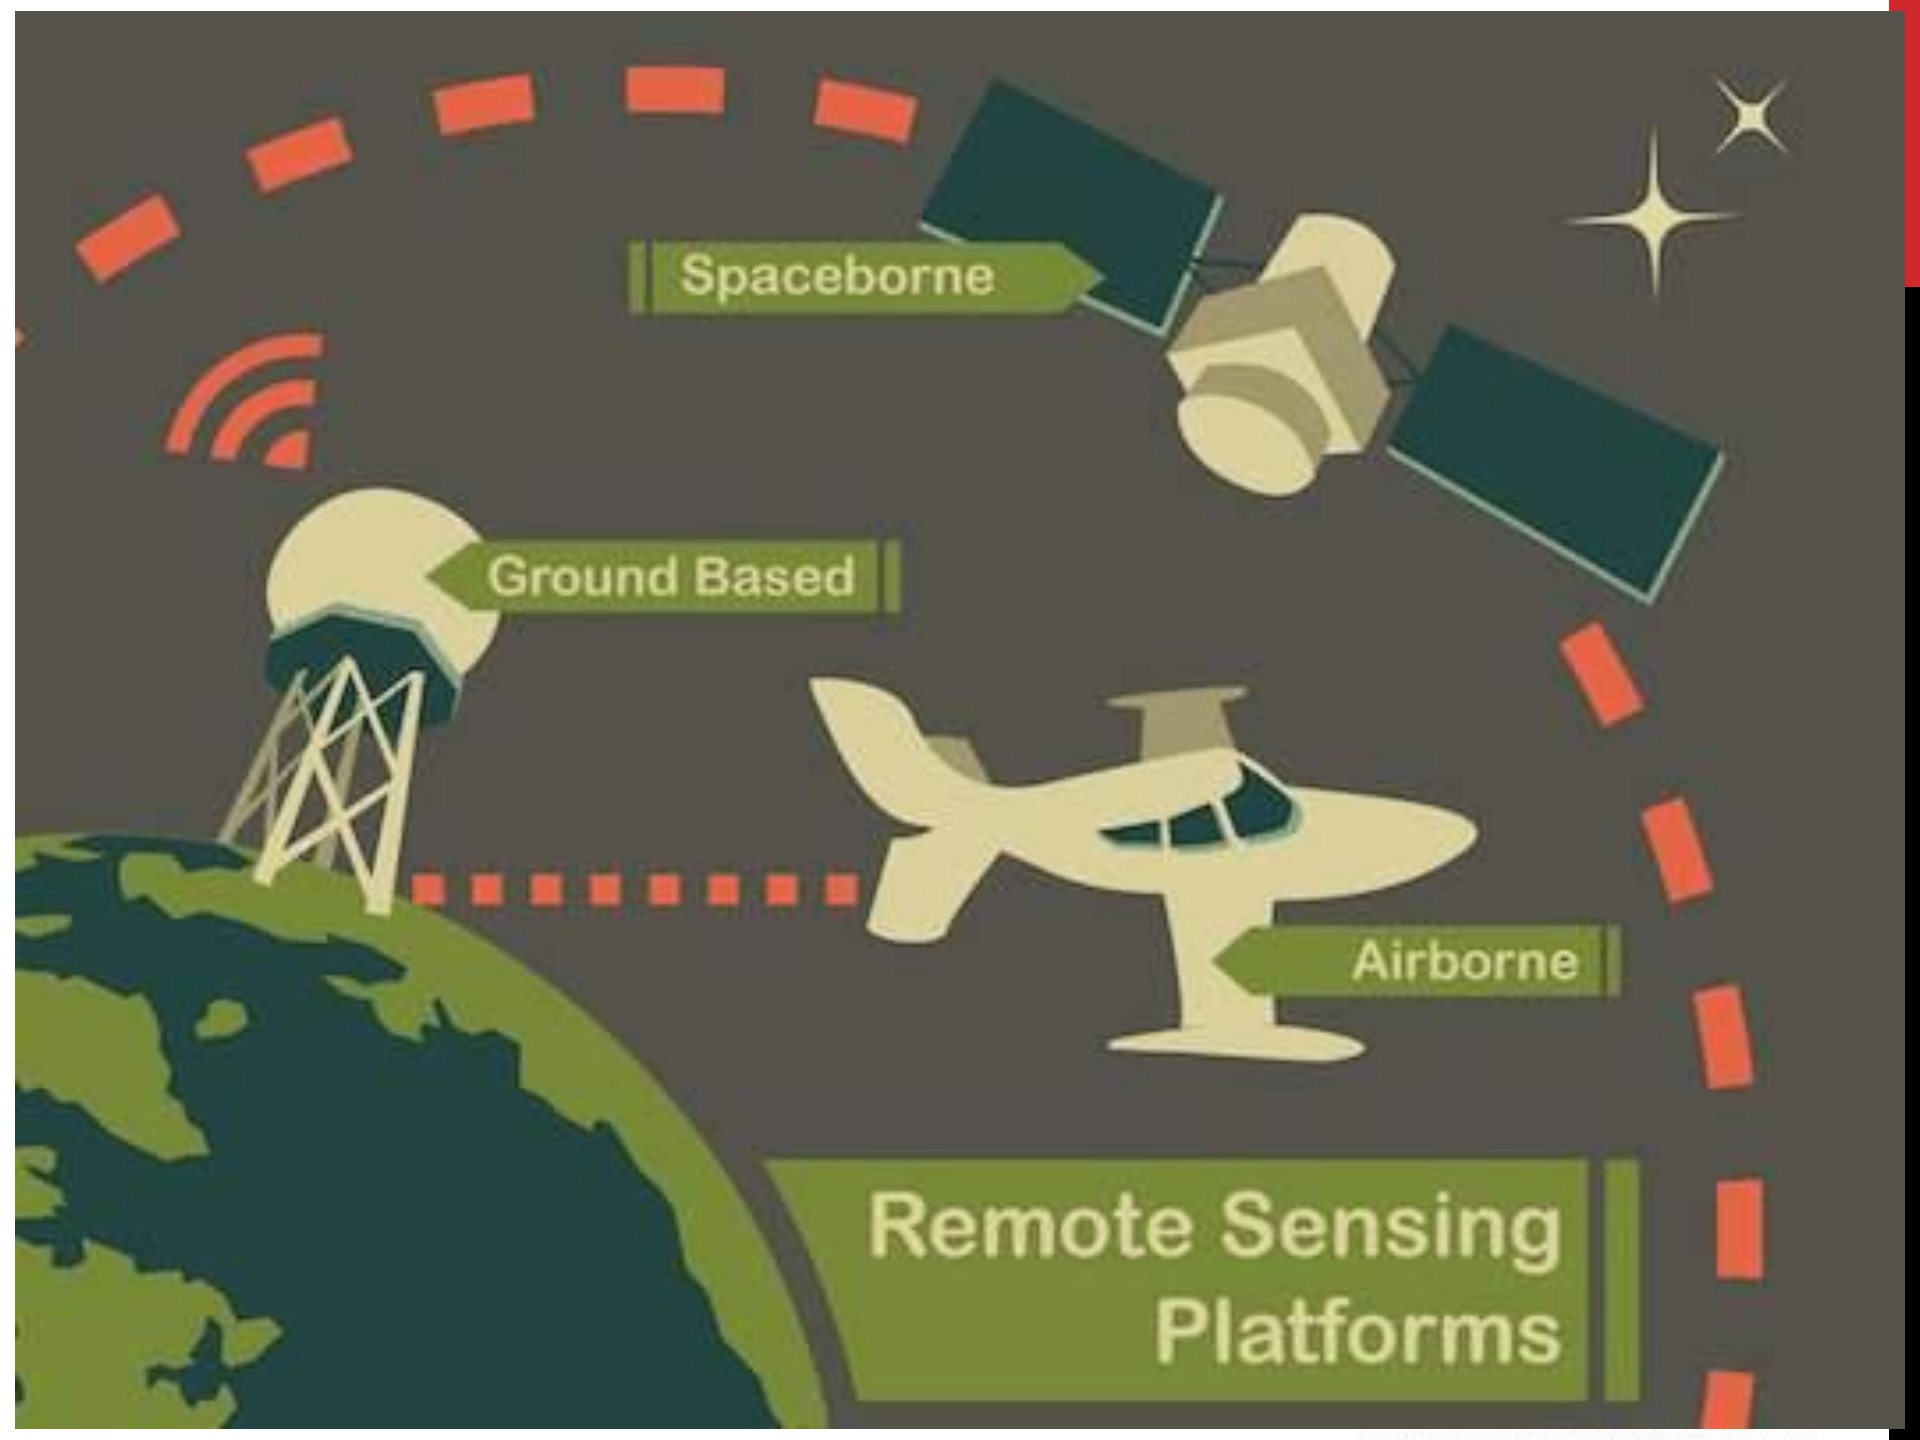 Spaceborne
Ground Based
Airborne
Remote Sensing
Platforms